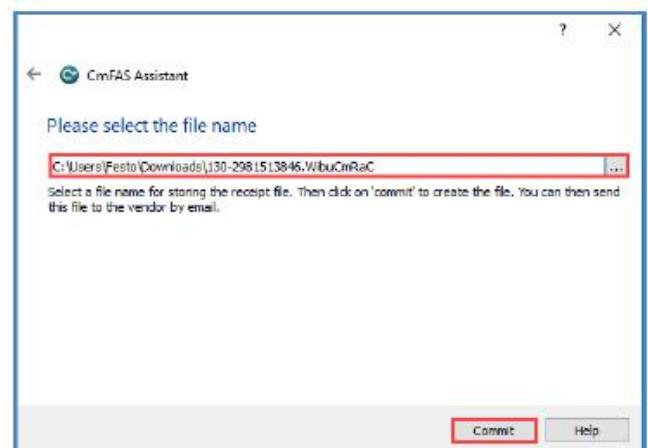 ?
CmFAS Assistant
Please select the file name
C:\Users\Festo\Downloads\130-2981513846.WibuCmRaC
...
Select a file name for storing the receipt file. Then click on 'commit' to create the file. You can then send
this file to the vendor by email.
Commit
Help